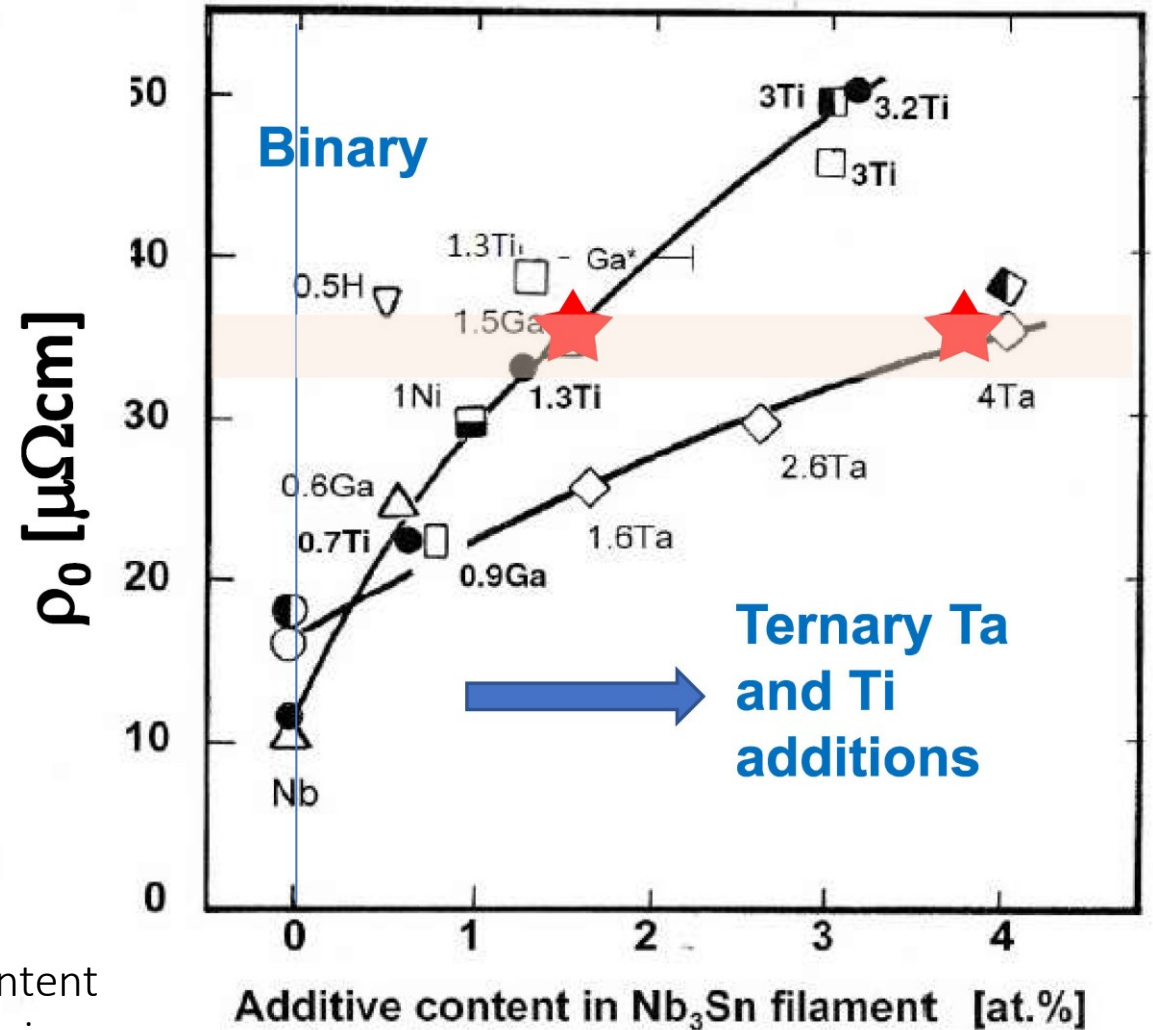 50
40
30
20
10
0
ρ₀ [μΩcm]
Binary
3Ti
3.2Ti
3Ti
1.3Ti
Ga*
0.5H
1.5Ga
1Ni
1.3Ti
4Ta
0.6Ga
2.6Ta
0.7Ti
1.6Ta
0.9Ga
Ternary Ta
and Ti
additions
Nb
0 1 2 3 4
ntent
Additive content in Nb₃Sn filament [at.%]